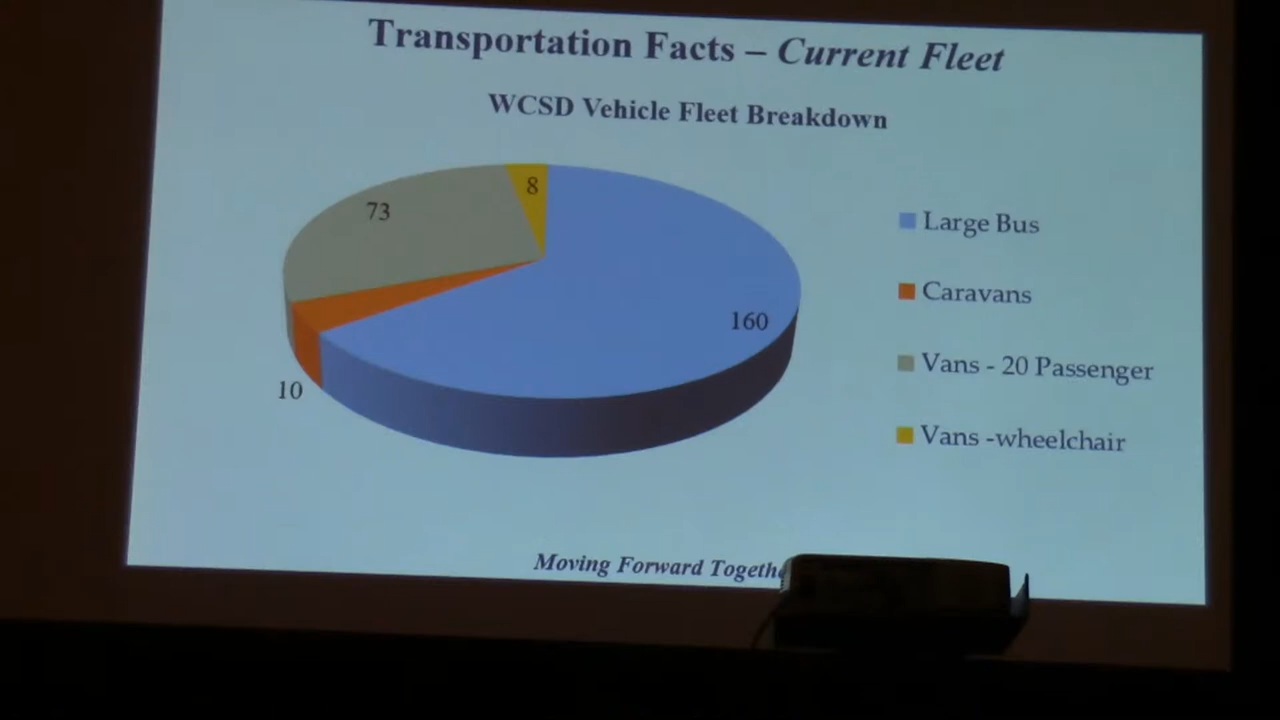 Transportation Facts – Current Fleet
WCSD Vehicle Fleet Breakdown
8
73
160
10
Large Bus
Caravans
Vans - 20 Passenger
Vans -wheelchair
Moving Forward